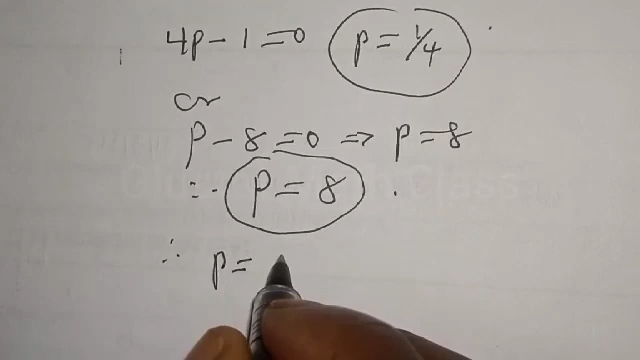 4p - 1 = 0   p = 1/4
or
p - 8 = 0 ⇒ p = 8
∴ p = 8 .
∴ p =